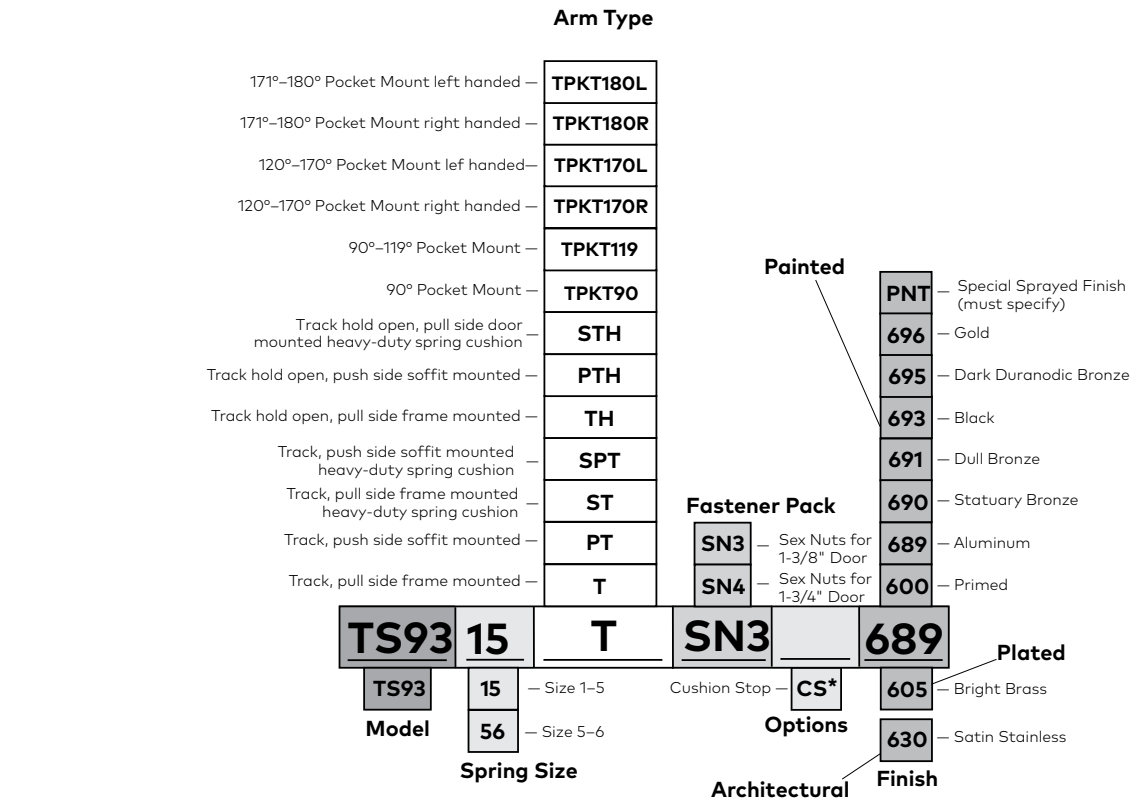 Arm Type
171°–180° Pocket Mount left handed — TPKT180L
171°–180° Pocket Mount right handed — TPKT180R
120°–170° Pocket Mount lef handed— TPKT170L
120°–170° Pocket Mount right handed — TPKT170R
90°–119° Pocket Mount — TPKT119
90° Pocket Mount — TPKT90
Track hold open, pull side door
mounted heavy-duty spring cushion — STH
Track hold open, push side soffit mounted — PTH
Track hold open, pull side frame mounted — TH
Track, push side soffit mounted
heavy-duty spring cushion — SPT
Track, pull side frame mounted
heavy-duty spring cushion — ST
Track, push side soffit mounted — PT
Track, pull side frame mounted — T
Fastener Pack
SN3 — Sex Nuts for
1-3/8" Door
SN4 — Sex Nuts for
1-3/4" Door
Painted
PNT — Special Sprayed Finish
(must specify)
696 — Gold
695 — Dark Duranodic Bronze
693 — Black
691 — Dull Bronze
690 — Statuary Bronze
689 — Aluminum
600 — Primed
TS93 15 T SN3 689
TS93
Model
15 — Size 1–5
56 — Size 5–6
Spring Size
Cushion Stop — CS*
Options
Plated
605 — Bright Brass
630 — Satin Stainless
Architectural
Finish